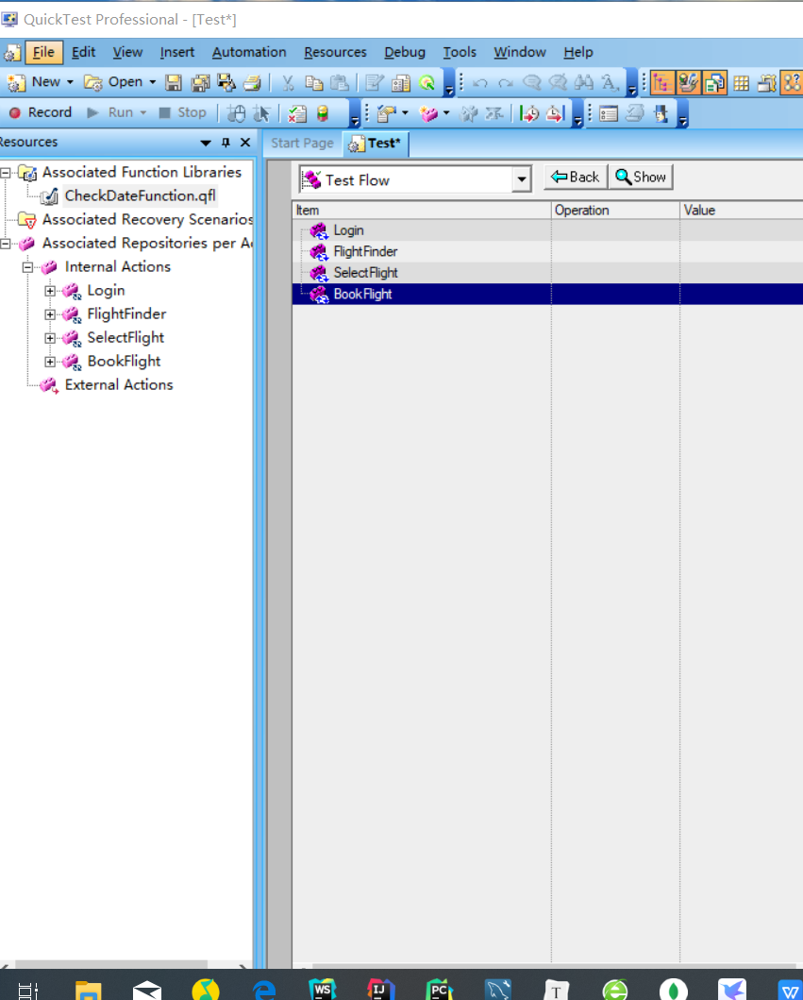 QuickTest Professional - [Test*]
File Edit View Insert Automation Resources Debug Tools Window Help
New Open
Record Run Stop
Resources
Start Page Test*
Associated Function Libraries
CheckDateFunction.qfl
Associated Recovery Scenarios
Associated Repositories per A
Internal Actions
Login
FlightFinder
SelectFlight
BookFlight
External Actions
Test Flow Back Show
Item Operation Value
Login
FlightFinder
SelectFlight
BookFlight
WS IJ PC T